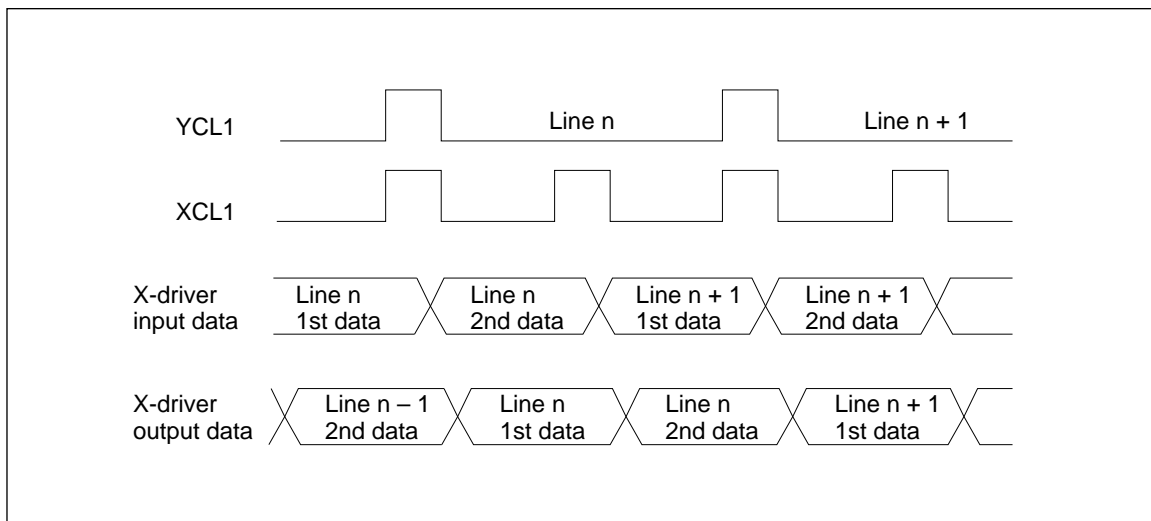 YCL1
Line n
Line n + 1
XCL1
X-driver
input data
Line n
1st data
Line n
2nd data
Line n + 1
1st data
Line n + 1
2nd data
X-driver
output data
Line n – 1
2nd data
Line n
1st data
Line n
2nd data
Line n + 1
1st data